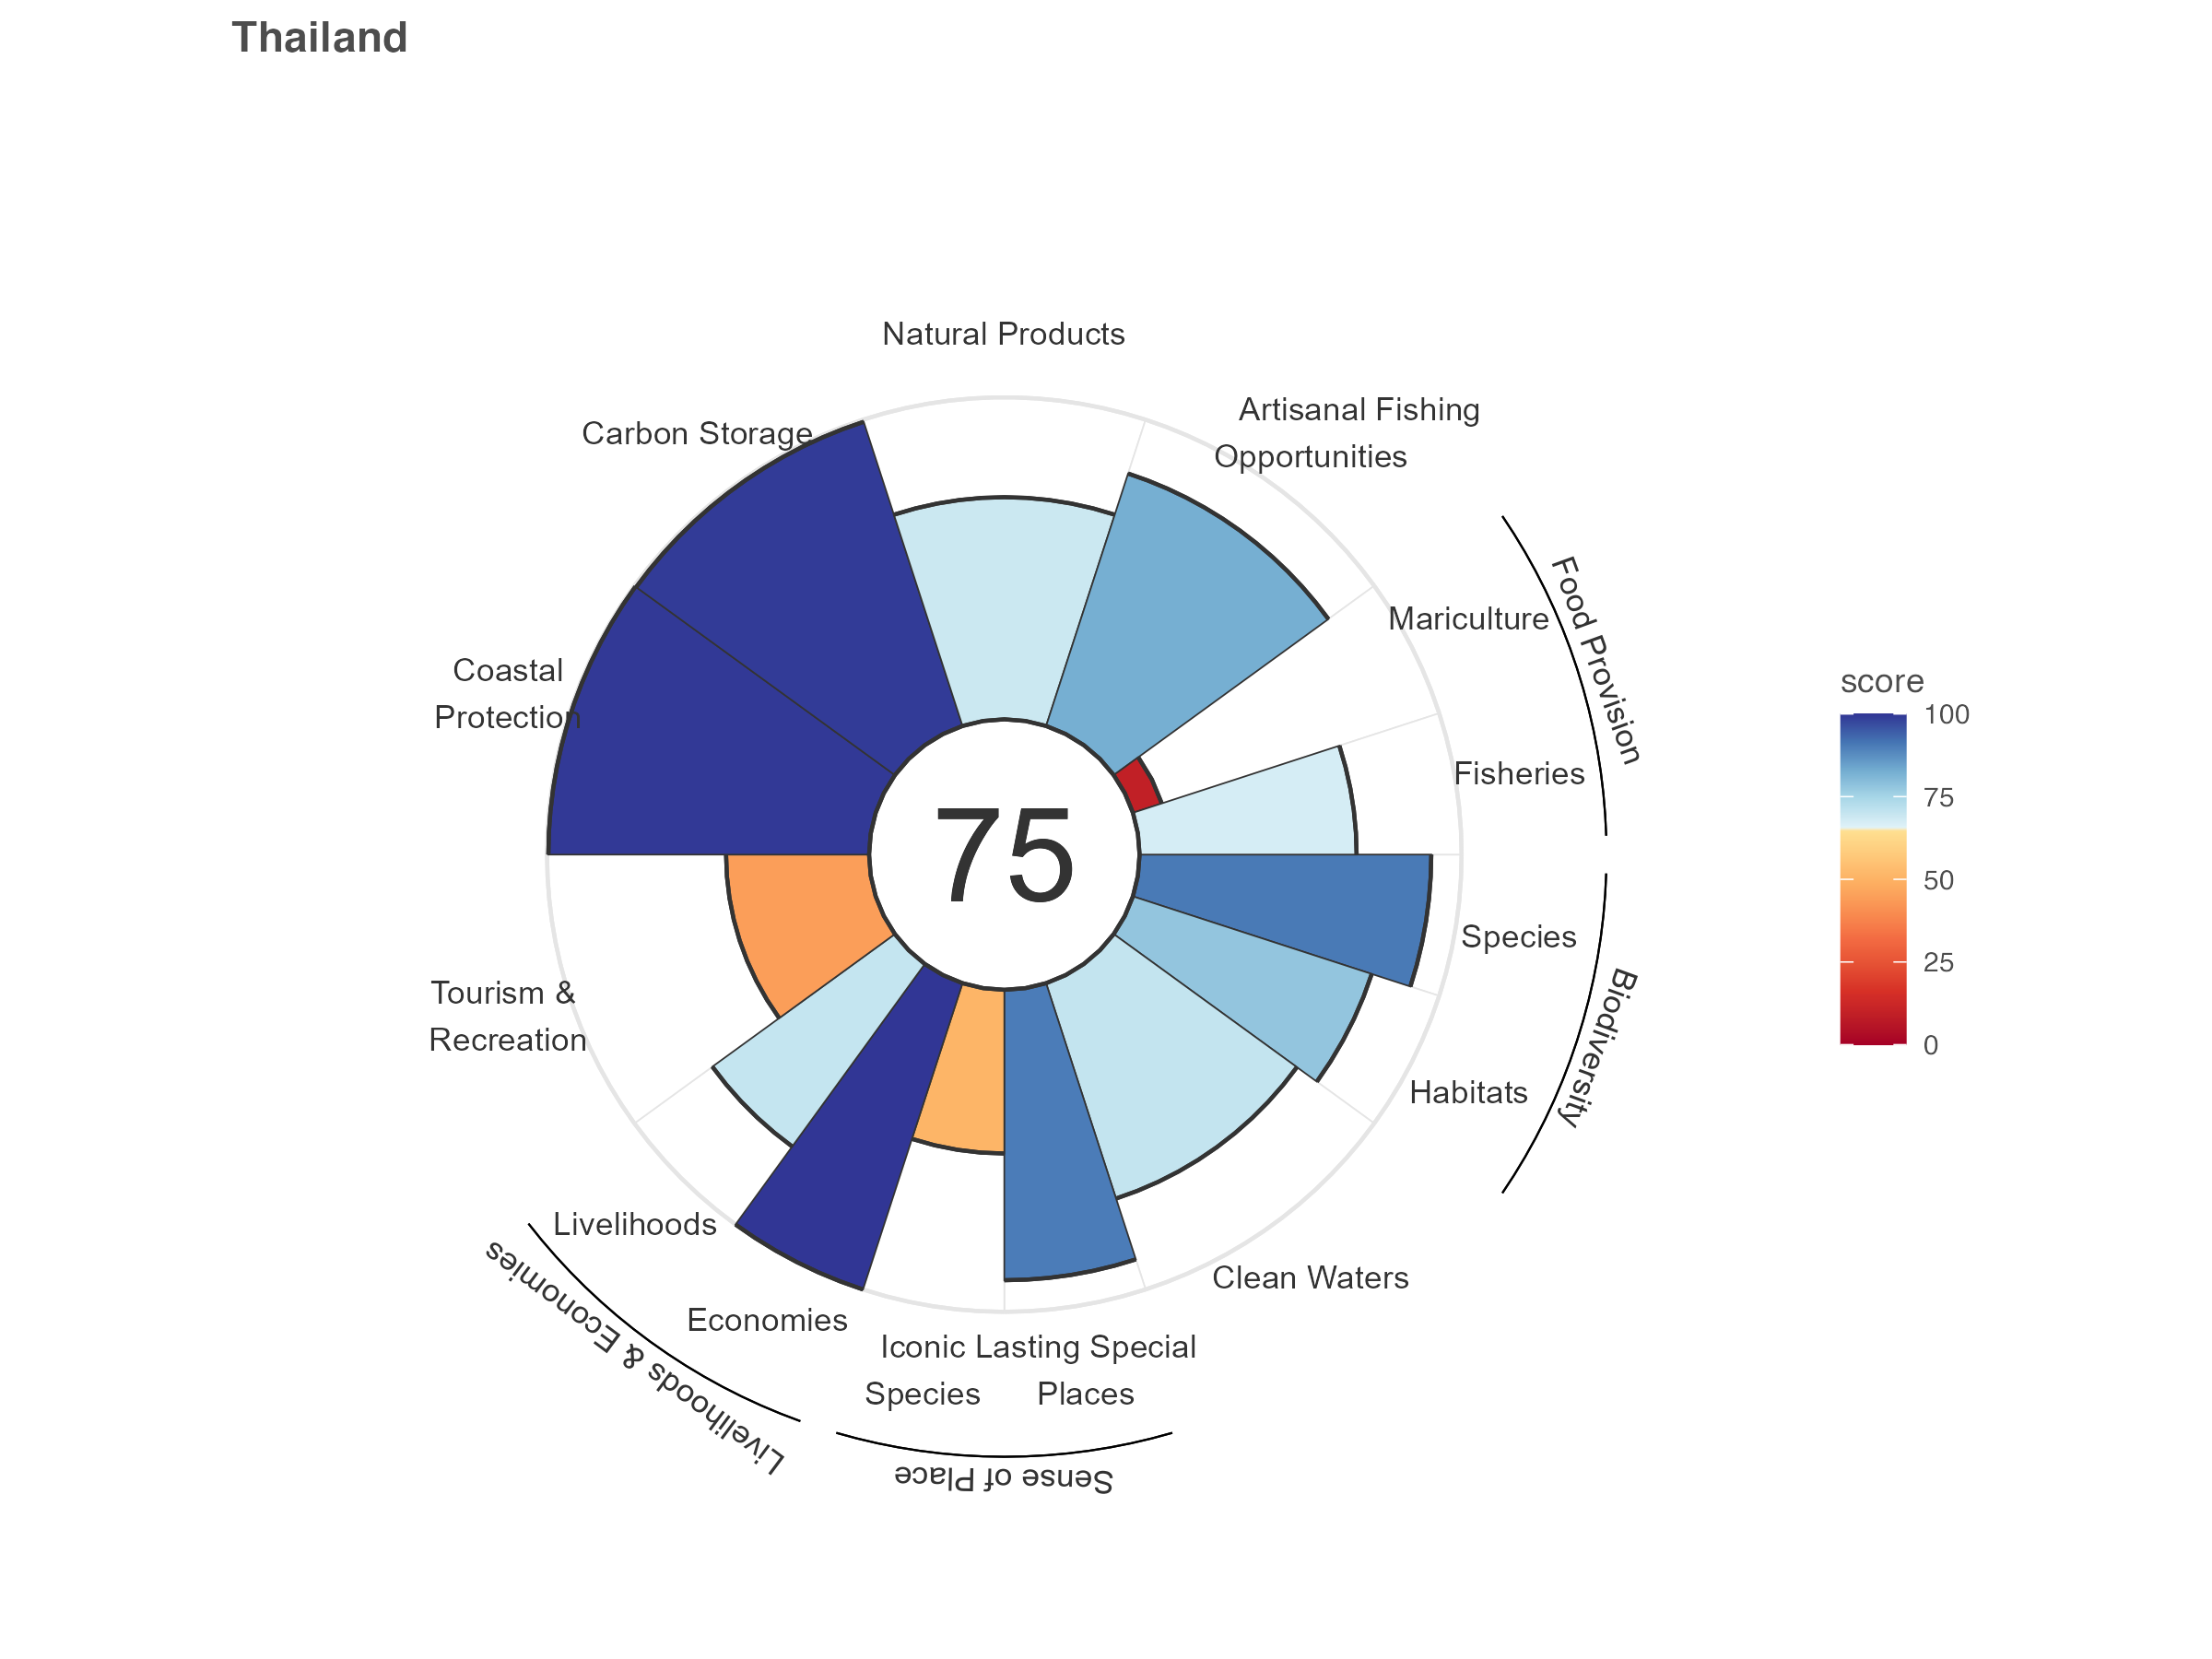 Thailand
Natural Products
Artisanal Fishing
Opportunities
Carbon Storage
Mariculture
Food Provision
Coastal
Protection
Fisheries
75
Species
Biodiversity
Tourism &
Recreation
Habitats
Livelihoods
Clean Waters
Economies
Livelihoods & Economies
Iconic
Species
Lasting Special
Places
Sense of Place
score
100
75
50
25
0